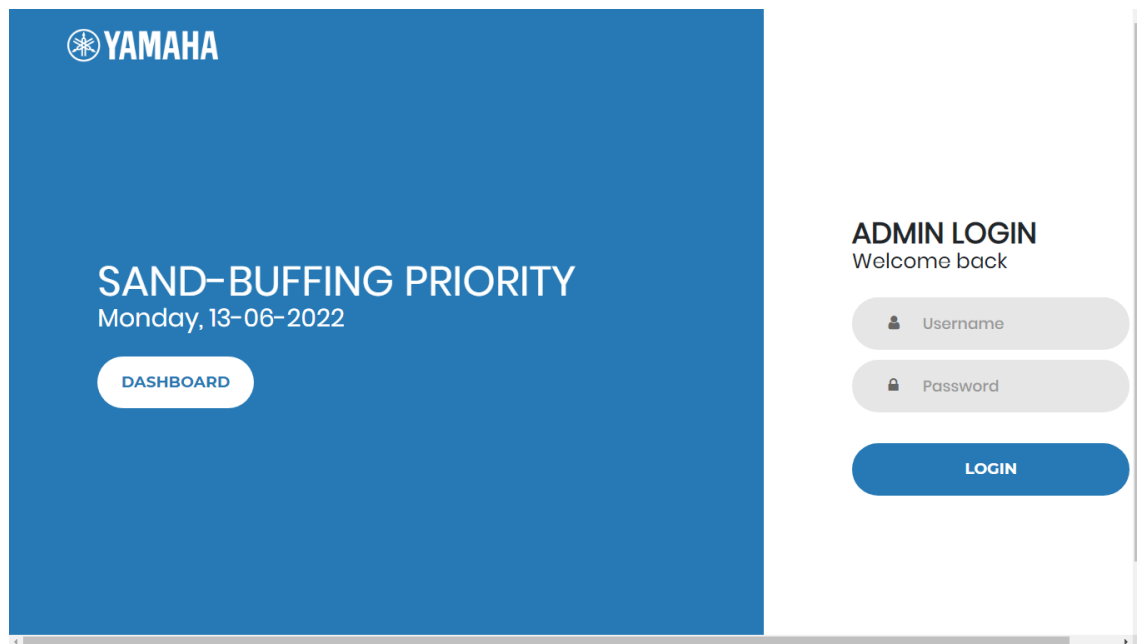 YAMAHA
SAND-BUFFING PRIORITY
Monday, 13-06-2022
DASHBOARD
ADMIN LOGIN
Welcome back
Username
Password
LOGIN